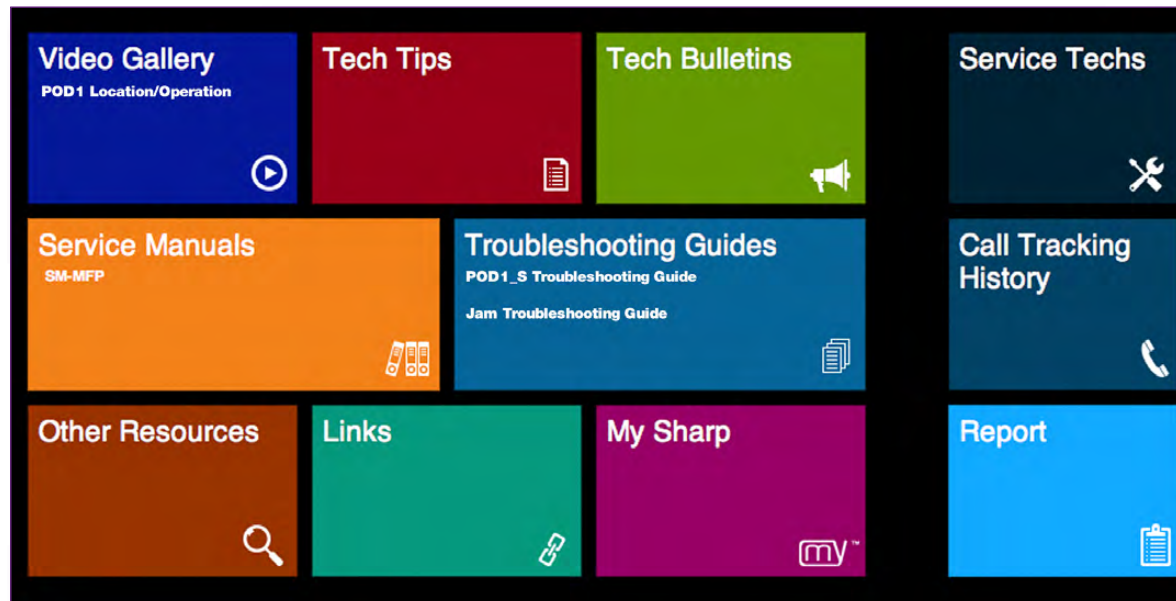 Video Gallery
POD1 Location/Operation
Tech Tips
Tech Bulletins
Service Techs
Service Manuals
SM-MFP
Troubleshooting Guides
POD1_S Troubleshooting Guide
Jam Troubleshooting Guide
Call Tracking
History
Other Resources
Links
My Sharp
my™
Report